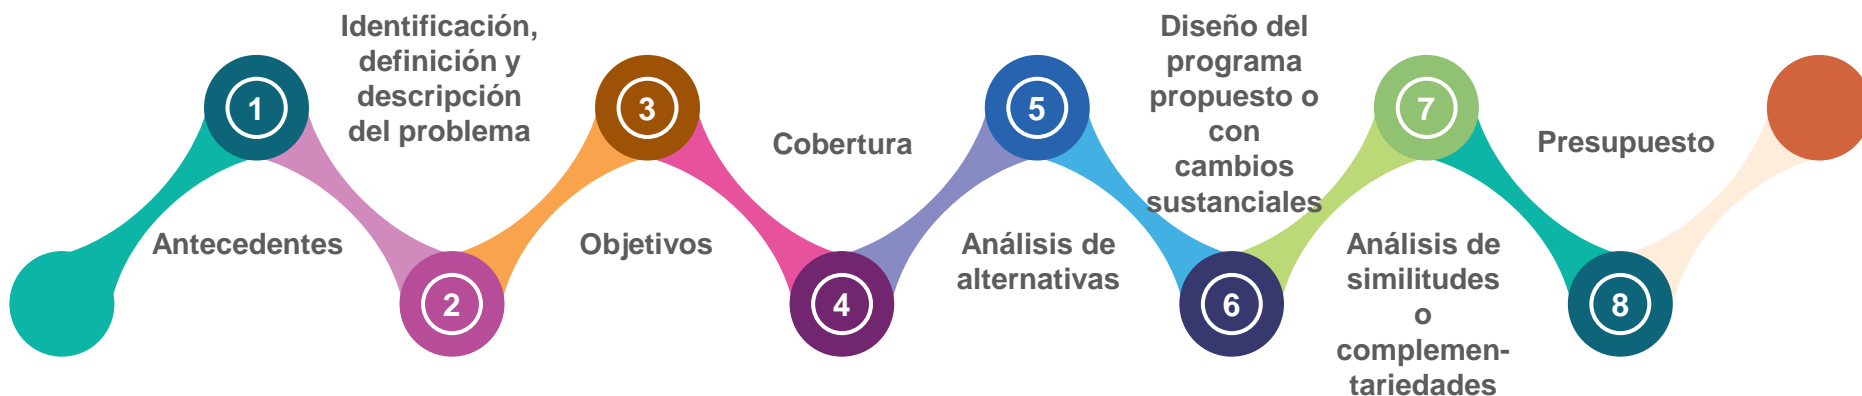 1
Antecedentes
Identificación,
definición y
descripción
del problema
2
3
Objetivos
Cobertura
4
5
Análisis de
alternativas
Diseño del
programa
propuesto o
con
cambios
sustanciales
6
7
Análisis de
similitudes
o
complemen-
tariedades
Presupuesto
8